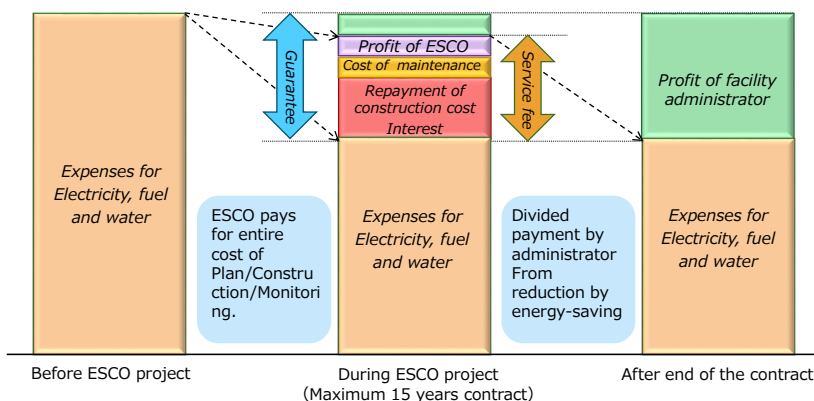 Expenses for
Electricity, fuel
and water
Before ESCO project
ESCO pays
for entire
cost of
Plan/Constru
ction/Monitori
ng.
Guarantee
Profit of ESCO
Cost of maintenance
Repayment of
construction cost
Interest
Expenses for
Electricity, fuel
and water
During ESCO project
(Maximum 15 years contract)
Service fee
Divided
payment by
administrator
From
reduction by
energy-saving
Profit of facility
administrator
Expenses for
Electricity, fuel
and water
After end of the contract